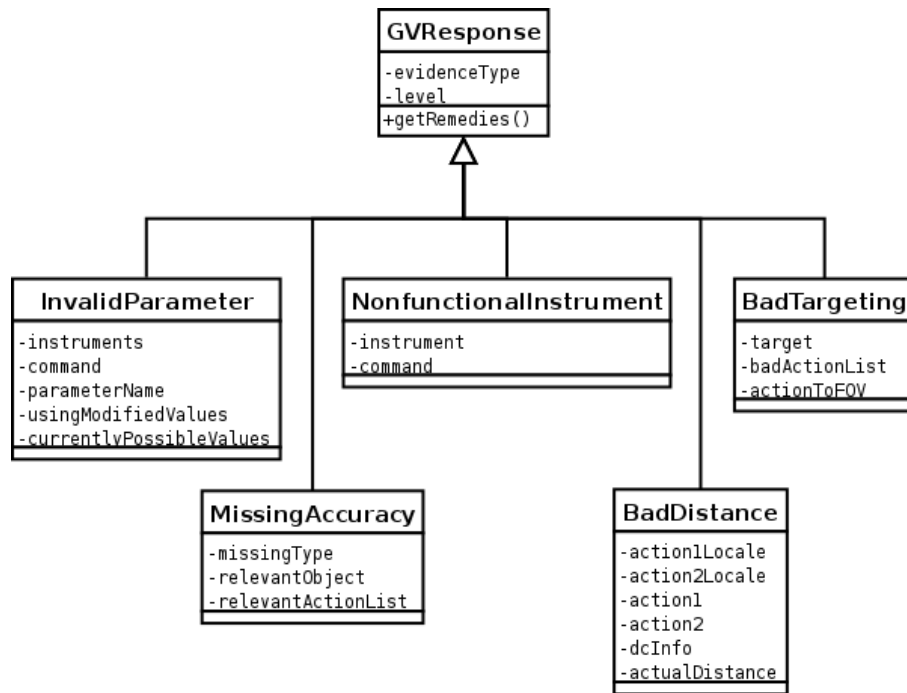 GVResponse
-evidenceType
-level
+getRemedies()
InvalidParameter
-instruments
-command
-parameterName
-usingModifiedValues
-currentlyPossibleValues
NonfunctionalInstrument
-instrument
-command
BadTargeting
-target
-badActionList
-actionToFOV
MissingAccuracy
-missingType
-relevantObject
-relevantActionList
BadDistance
-action1Locale
-action2Locale
-action1
-action2
-dcInfo
-actualDistance